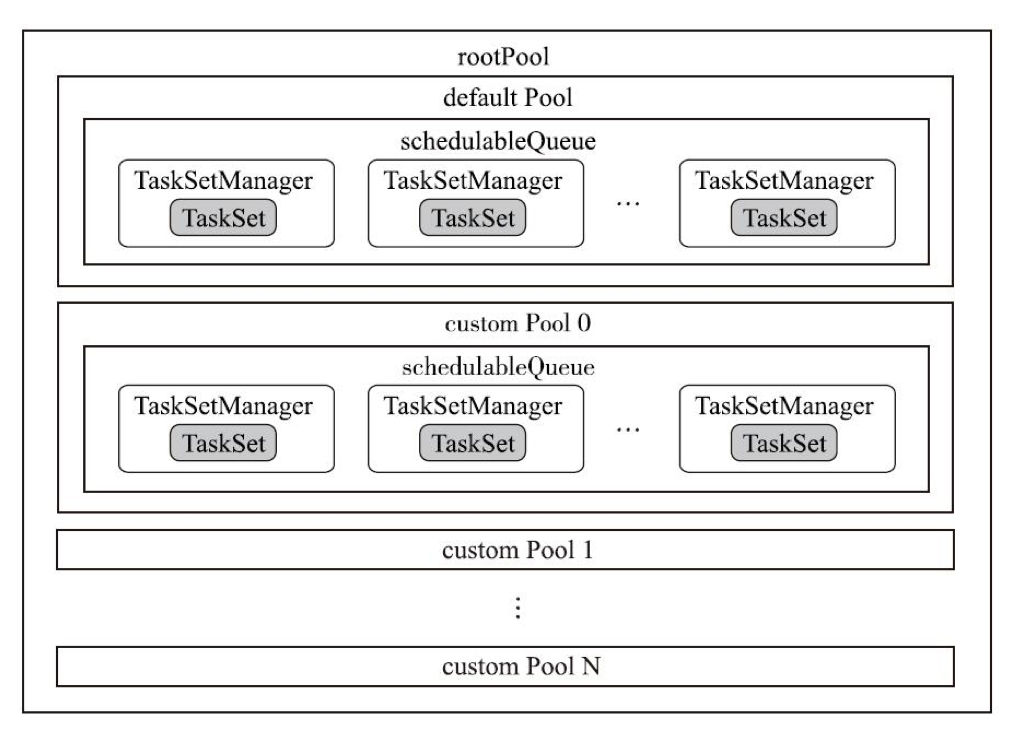 rootPool
default Pool
schedulableQueue
TaskSetManager TaskSetManager TaskSetManager
TaskSet TaskSet ... TaskSet
custom Pool 0
schedulableQueue
TaskSetManager TaskSetManager TaskSetManager
TaskSet TaskSet ... TaskSet
custom Pool 1
⋮
custom Pool N